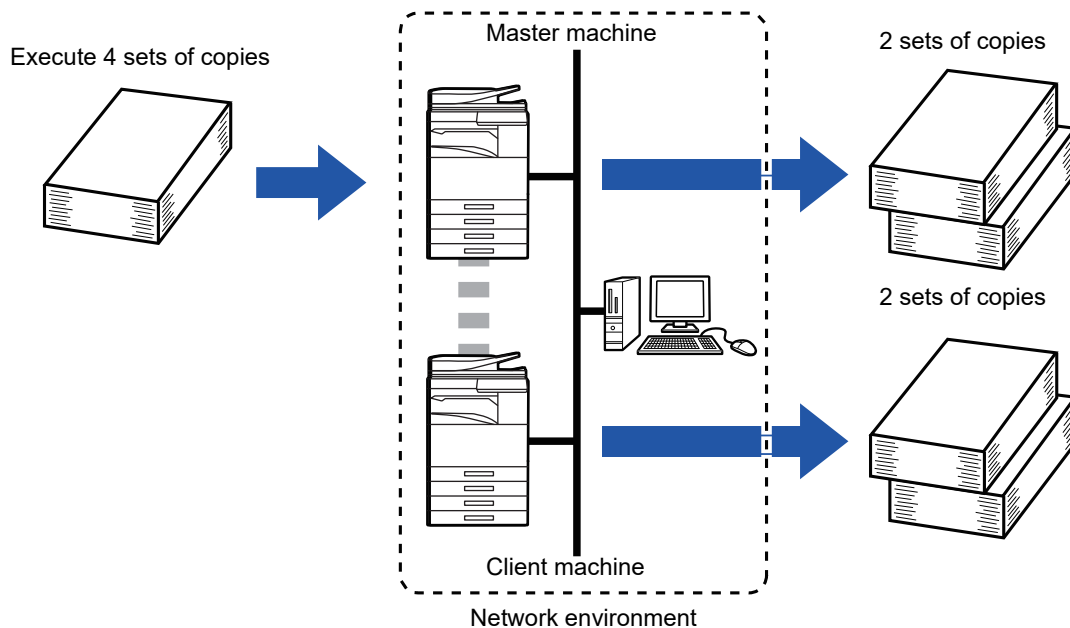 Execute 4 sets of copies
Master machine
2 sets of copies
2 sets of copies
Client machine
Network environment